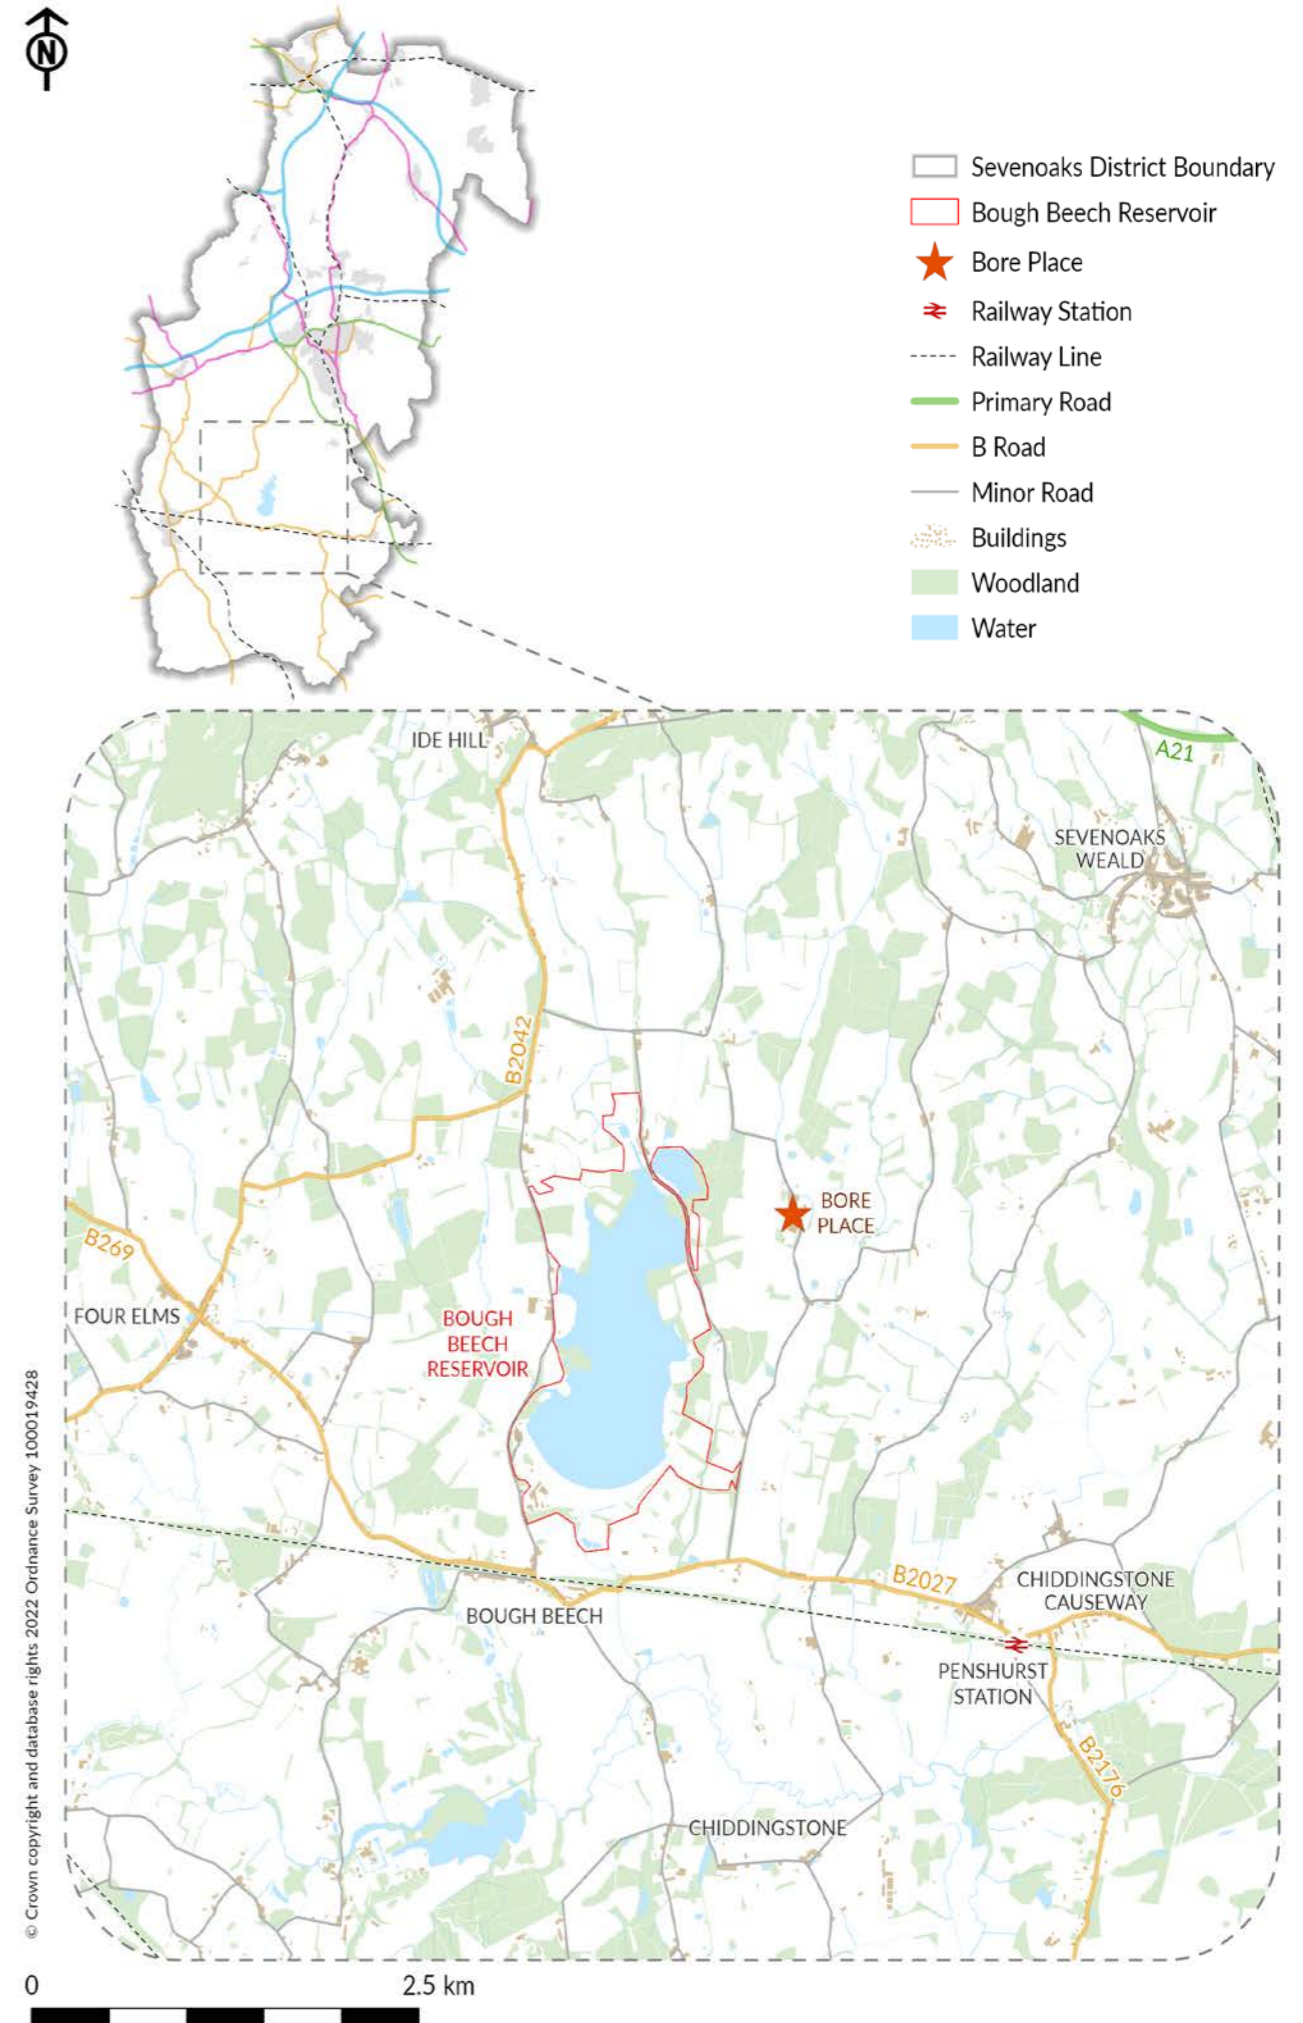 N
Sevenoaks District Boundary
Bough Beech Reservoir
Bore Place
Railway Station
Railway Line
Primary Road
B Road
Minor Road
Buildings
Woodland
Water
IDE HILL
A21
SEVENOAKS
WEALD
B2042
BORE
PLACE
B269
FOUR ELMS
BOUGH
BEECH
RESERVOIR
B2027
CHIDDINGSTONE
CAUSEWAY
BOUGH BEECH
PENSHURST
STATION
B2176
CHIDDINGSTONE
© Crown copyright and database rights 2022 Ordnance Survey 100019428
0
2.5 km